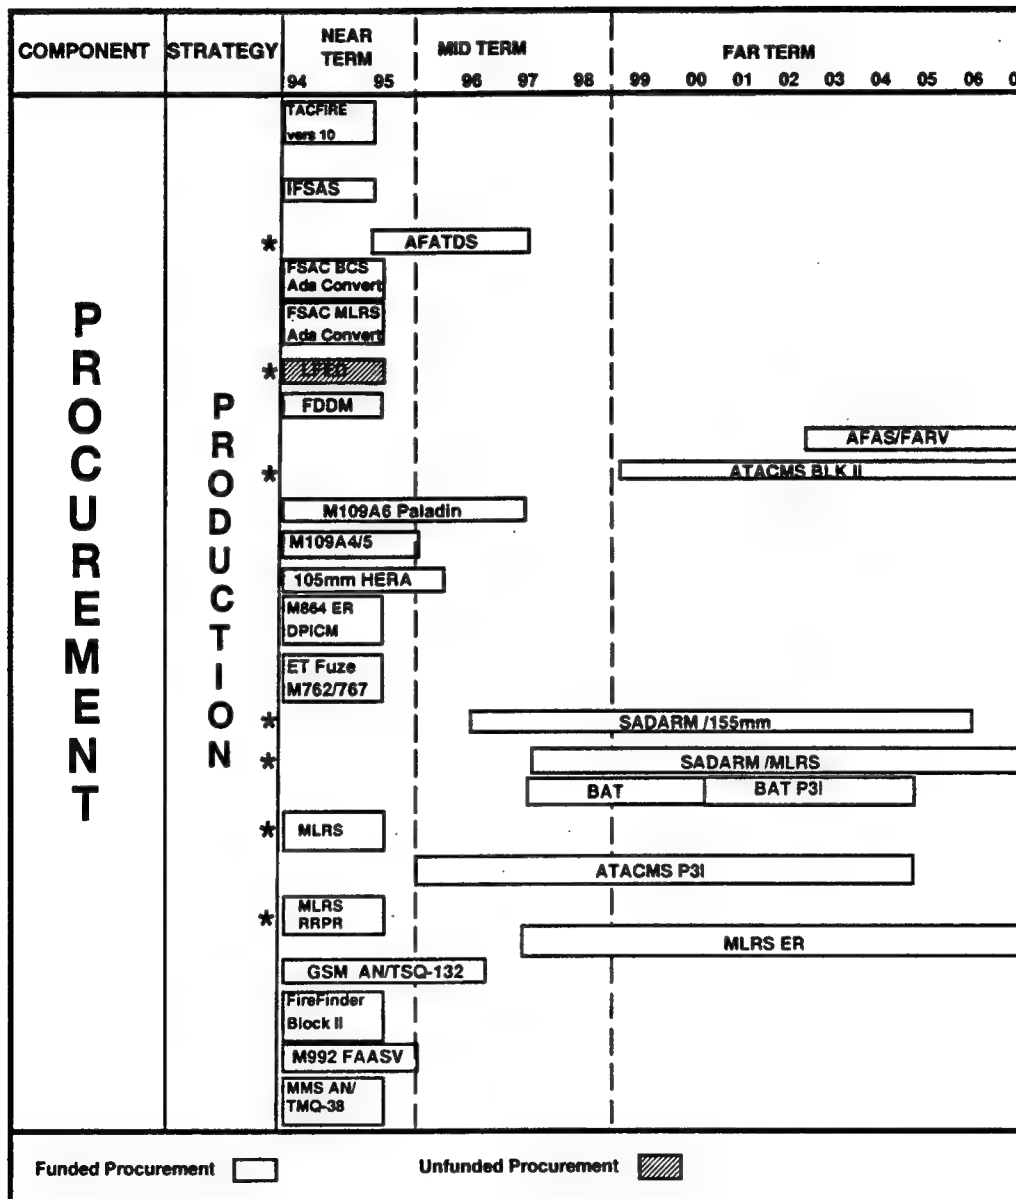 COMPONENT
STRATEGY
NEAR
TERM
MID TERM
FAR TERM
94 95 96 97 98 99 00 01 02 03 04 05 06
PROCUREMENT
PRODUCTION
TACFIRE
vers 10
IFSAS
* AFATDS
FSAC BCS
Ada Convert
FSAC MLRS
Ada Convert
*
FDDM
AFAS/FARV
* ATACMS BLK II
M109A6 Paladin
M109A4/5
105mm HERA
M864 ER
DPICM
ET Fuze
M762/767
* SADARM /155mm
* SADARM /MLRS
BAT BAT P3I
* MLRS
ATACMS P3I
* MLRS
RRPR
MLRS ER
GSM AN/TSQ-132
FireFinder
Block II
M992 FAASV
MMS AN/
TMQ-38
Funded Procurement
Unfunded Procurement